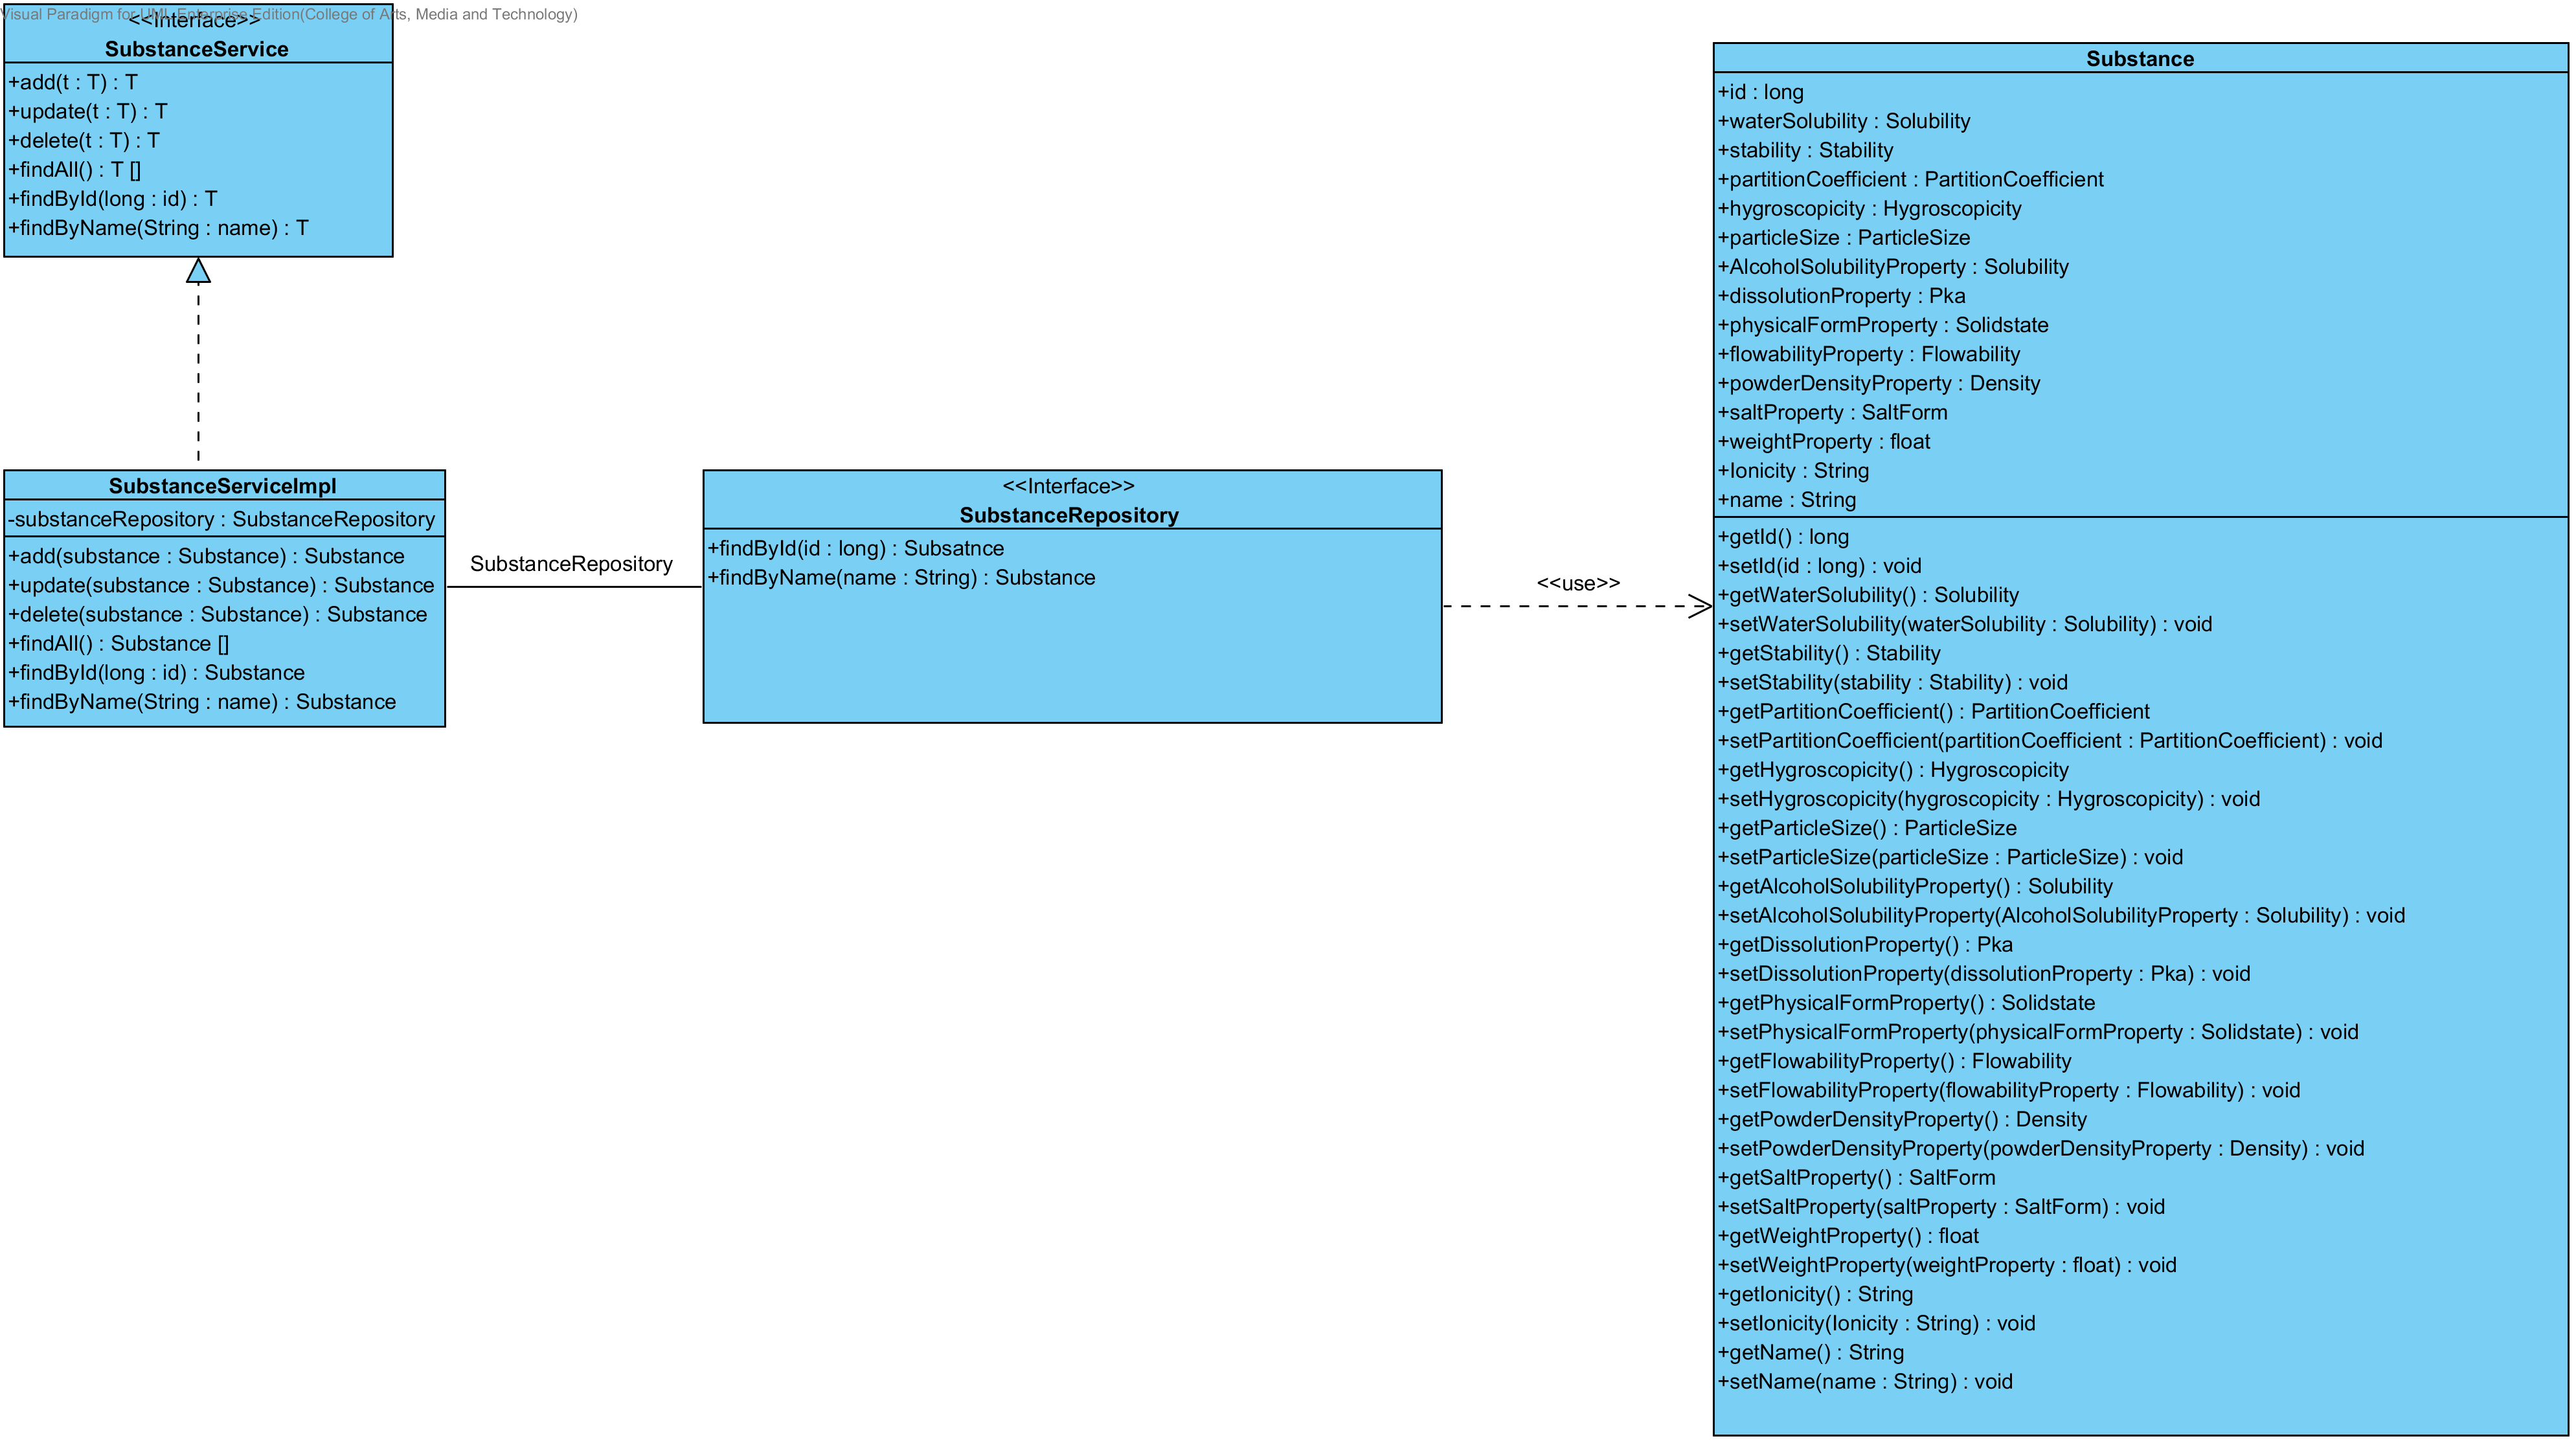 Visual Paradigm for UML Enterprise Edition(College of Arts, Media and Technology)
<<Interface>>
SubstanceService
+add(t : T) : T
+update(t : T) : T
+delete(t : T) : T
+findAll() : T []
+findById(long : id) : T
+findByName(String : name) : T
SubstanceServiceImpl
-substanceRepository : SubstanceRepository
+add(substance : Substance) : Substance
+update(substance : Substance) : Substance
+delete(substance : Substance) : Substance
+findAll() : Substance []
+findById(long : id) : Substance
+findByName(String : name) : Substance
SubstanceRepository
<<Interface>>
SubstanceRepository
+findById(id : long) : Subsatnce
+findByName(name : String) : Substance
<<use>>
Substance
+id : long
+waterSolubility : Solubility
+stability : Stability
+partitionCoefficient : PartitionCoefficient
+hygroscopicity : Hygroscopicity
+particleSize : ParticleSize
+AlcoholSolubilityProperty : Solubility
+dissolutionProperty : Pka
+physicalFormProperty : Solidstate
+flowabilityProperty : Flowability
+powderDensityProperty : Density
+saltProperty : SaltForm
+weightProperty : float
+Ionicity : String
+name : String
+getId() : long
+setId(id : long) : void
+getWaterSolubility() : Solubility
+setWaterSolubility(waterSolubility : Solubility) : void
+getStability() : Stability
+setStability(stability : Stability) : void
+getPartitionCoefficient() : PartitionCoefficient
+setPartitionCoefficient(partitionCoefficient : PartitionCoefficient) : void
+getHygroscopicity() : Hygroscopicity
+setHygroscopicity(hygroscopicity : Hygroscopicity) : void
+getParticleSize() : ParticleSize
+setParticleSize(particleSize : ParticleSize) : void
+getAlcoholSolubilityProperty() : Solubility
+setAlcoholSolubilityProperty(AlcoholSolubilityProperty : Solubility) : void
+getDissolutionProperty() : Pka
+setDissolutionProperty(dissolutionProperty : Pka) : void
+getPhysicalFormProperty() : Solidstate
+setPhysicalFormProperty(physicalFormProperty : Solidstate) : void
+getFlowabilityProperty() : Flowability
+setFlowabilityProperty(flowabilityProperty : Flowability) : void
+getPowderDensityProperty() : Density
+setPowderDensityProperty(powderDensityProperty : Density) : void
+getSaltProperty() : SaltForm
+setSaltProperty(saltProperty : SaltForm) : void
+getWeightProperty() : float
+setWeightProperty(weightProperty : float) : void
+getIonicity() : String
+setIonicity(Ionicity : String) : void
+getName() : String
+setName(name : String) : void